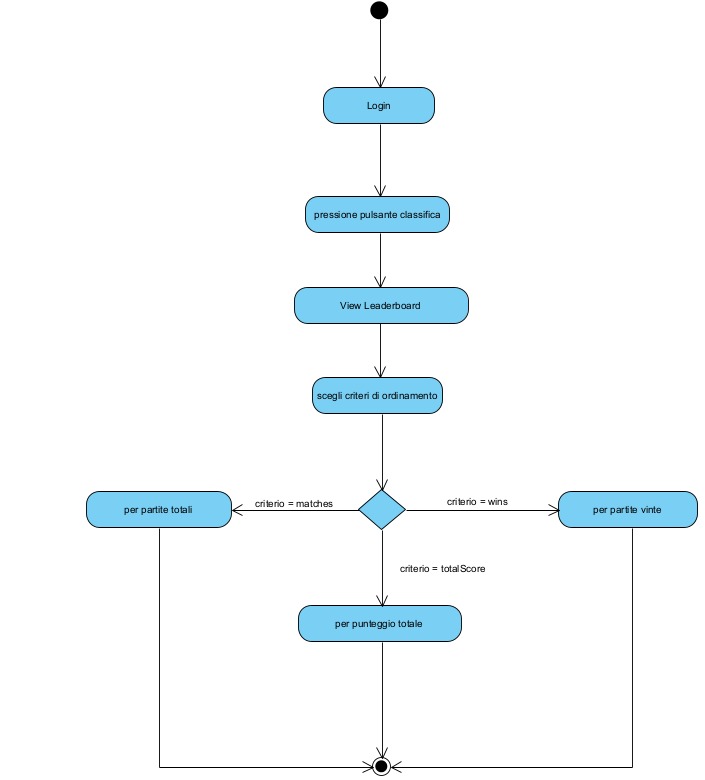 Login
pressione pulsante classifica
View Leaderboard
scegli criteri di ordinamento
per partite totali
criterio = matches
criterio = wins
per partite vinte
criterio = totalScore
per punteggio totale